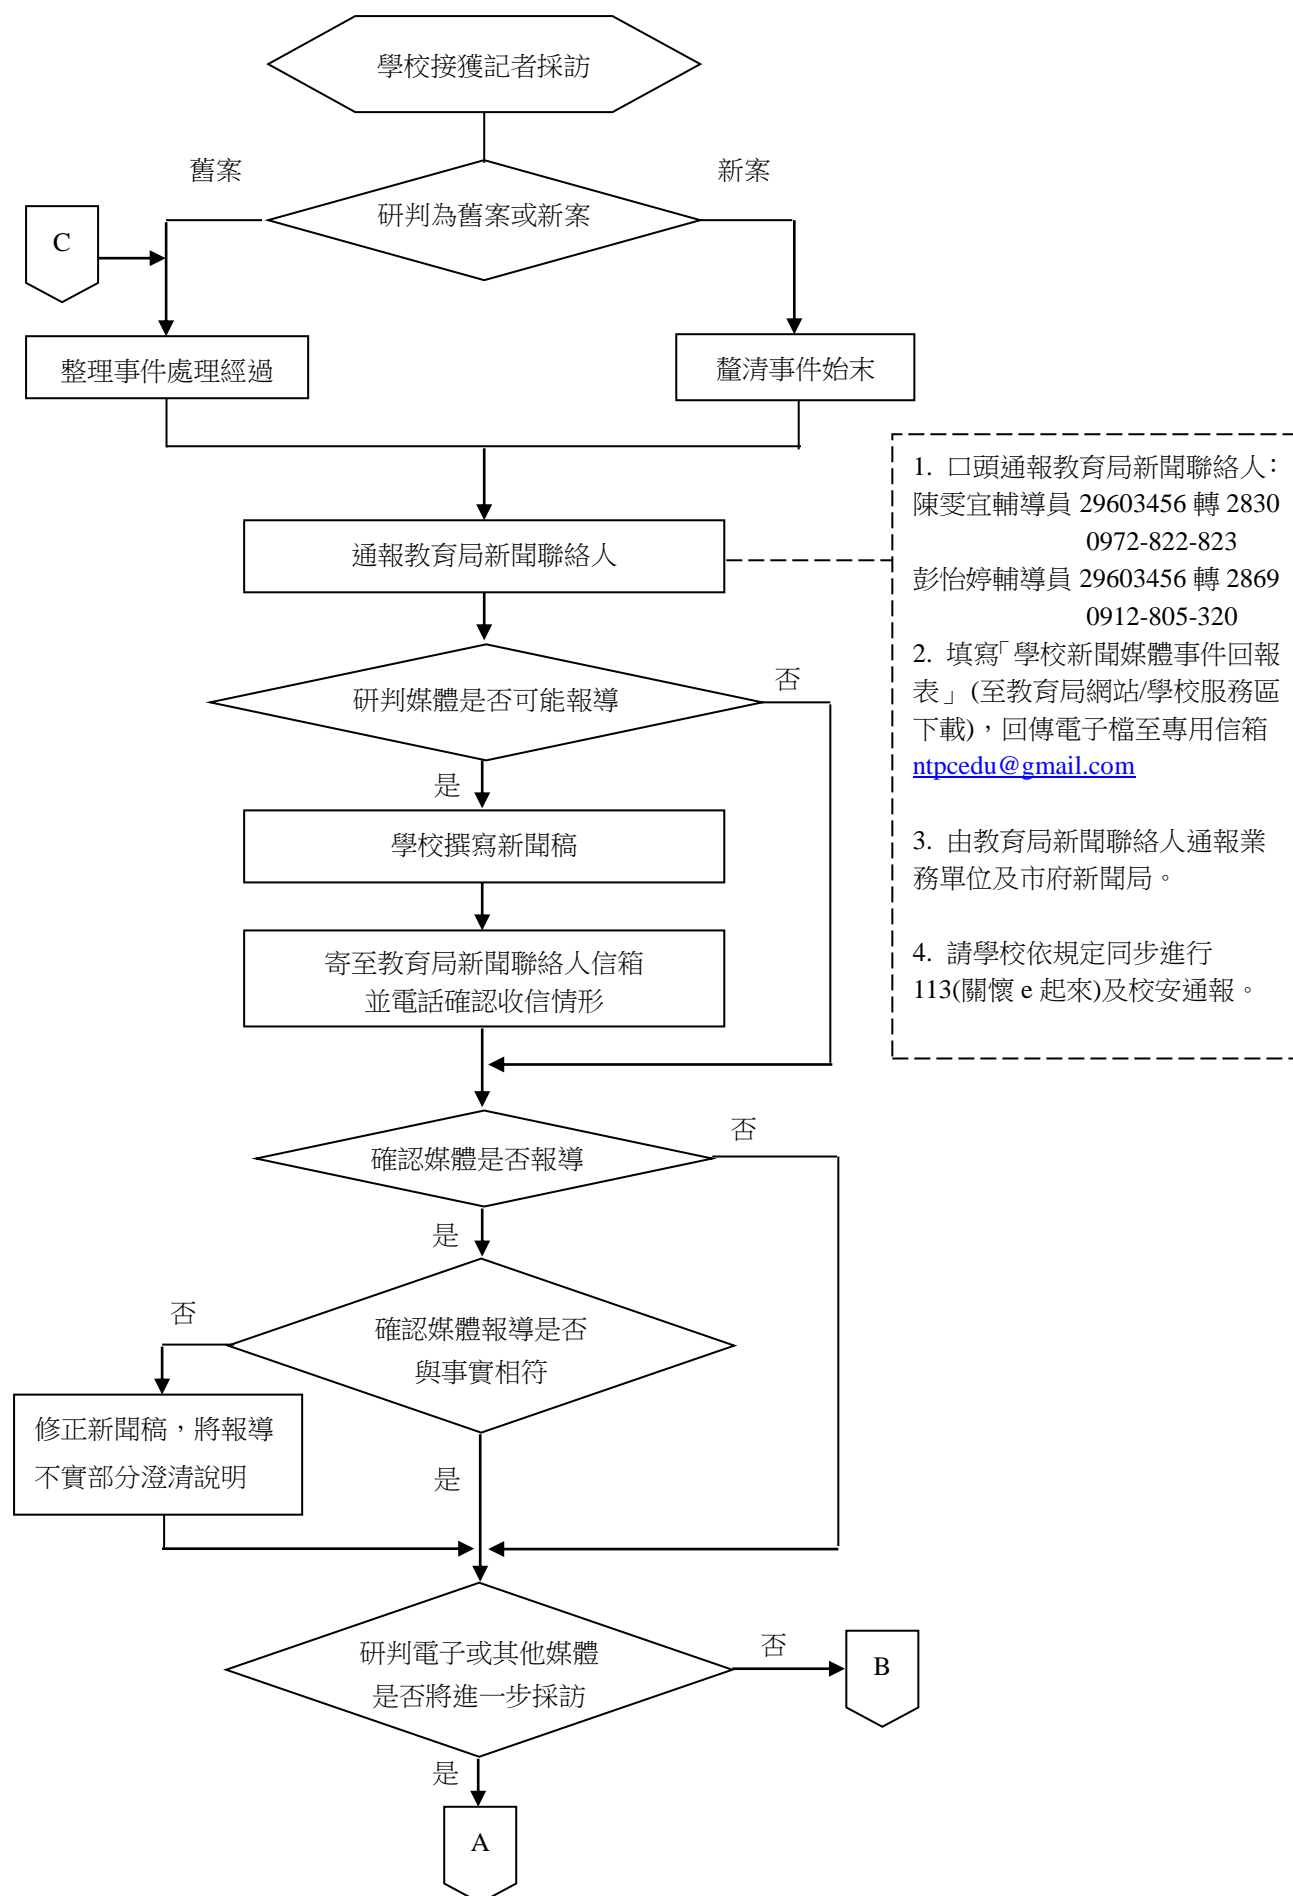 學校接獲記者採訪
舊案
新案
研判為舊案或新案
C
整理事件處理經過
釐清事件始末
1. 口頭通報教育局新聞聯絡人：
陳雯宜輔導員 29603456 轉 2830
0972-822-823
彭怡婷輔導員 29603456 轉 2869
0912-805-320
2. 填寫「學校新聞媒體事件回報
表」(至教育局網站/學校服務區
下載)，回傳電子檔至專用信箱
ntpcedu@gmail.com
3. 由教育局新聞聯絡人通報業
務單位及市府新聞局。
4. 請學校依規定同步進行
113(關懷 e 起來)及校安通報。
通報教育局新聞聯絡人
研判媒體是否可能報導
否
是
學校撰寫新聞稿
寄至教育局新聞聯絡人信箱
並電話確認收信情形
確認媒體是否報導
否
是
否
確認媒體報導是否
與事實相符
修正新聞稿，將報導
不實部分澄清說明
是
研判電子或其他媒體
是否將進一步採訪
否
B
是
A